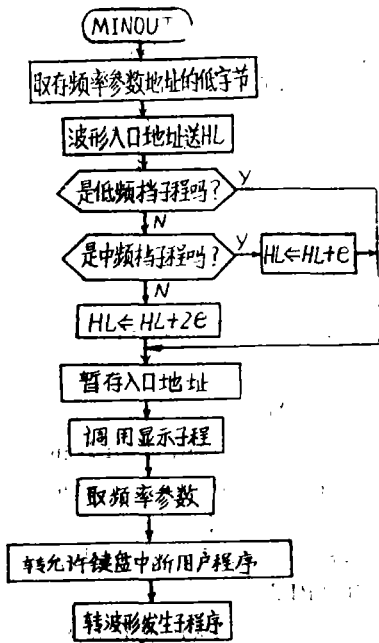 MINOUT
取存频率参数地址的低字节
波形入口地址送HL
是低频档子程吗?
Y
N
是中频档子程吗?
Y
HL⇐HL+e
N
HL⇐HL+2e
暂存入口地址
调用显示子程
取频率参数
转允许键盘中断用户程序
转波形发生子程序